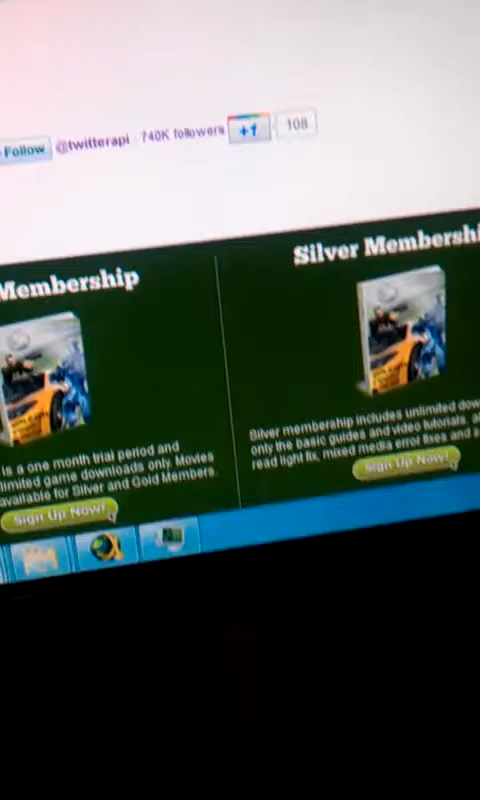 Follow @twitterapi · 740K followers +1 108
Membership
is a one month trial period and
limited game downloads only. Movies
available for Silver and Gold Members.
Sign Up Now!
Silver Membershi
Silver membership includes unlimited dow
only the basic guides and video tutorials. a
read light fix, mixed media error fixes and
Sign Up Now!